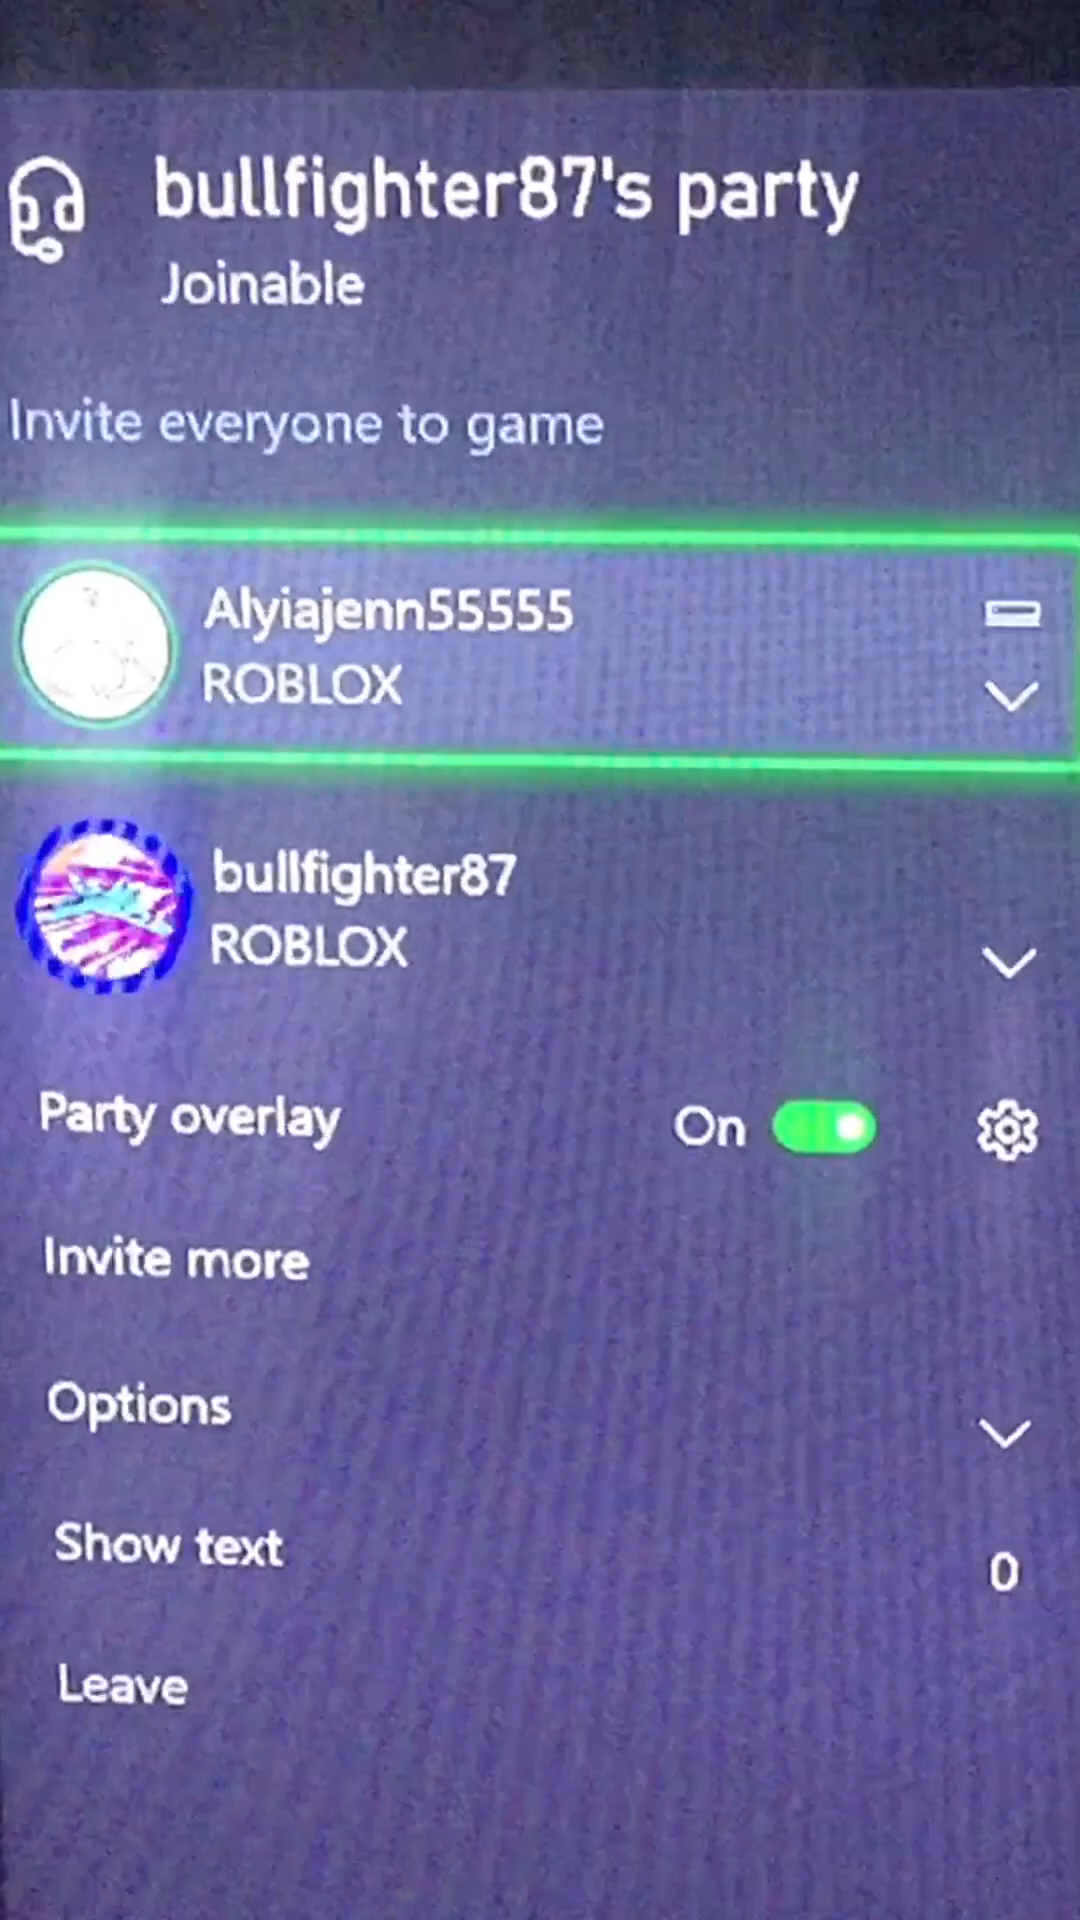 bullfighter87's party
Joinable
Invite everyone to game
Alyiajenn55555
ROBLOX
bullfighter87
ROBLOX
Party overlay On
Invite more
Options
Show text 0
Leave